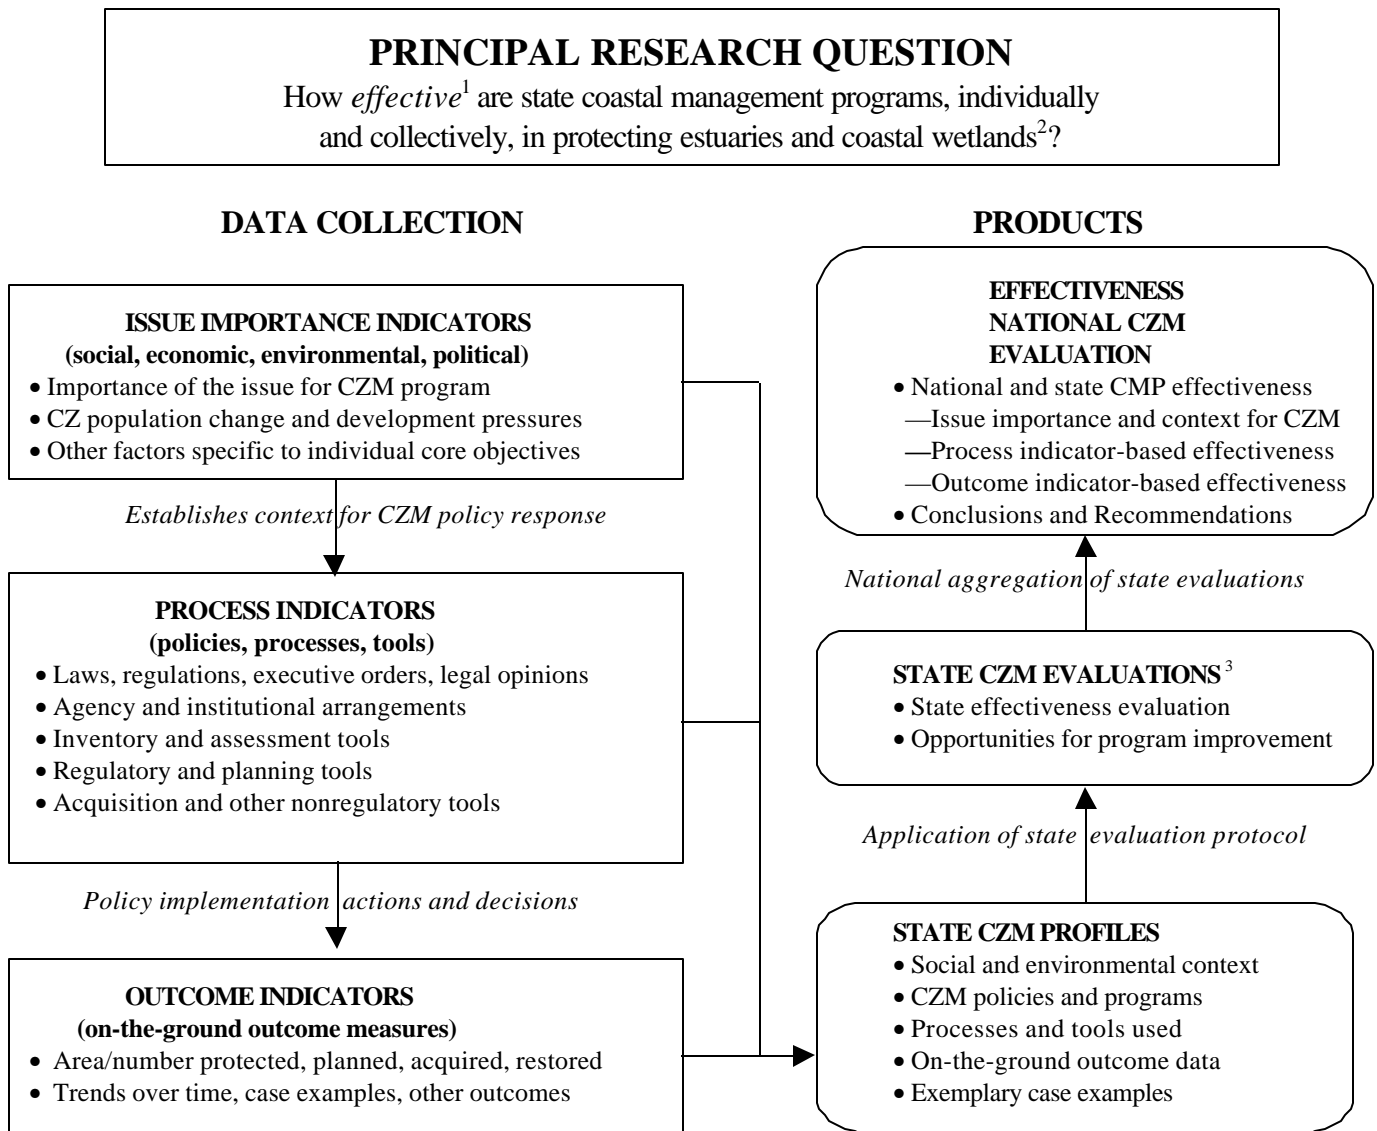 PRINCIPAL RESEARCH QUESTION
How effective1 are state coastal management programs, individually
and collectively, in protecting estuaries and coastal wetlands2?
DATA COLLECTION
ISSUE IMPORTANCE INDICATORS
(social, economic, environmental, political)
• Importance of the issue for CZM program
• CZ population change and development pressures
• Other factors specific to individual core objectives
Establishes context for CZM policy response
PROCESS INDICATORS
(policies, processes, tools)
• Laws, regulations, executive orders, legal opinions
• Agency and institutional arrangements
• Inventory and assessment tools
• Regulatory and planning tools
• Acquisition and other nonregulatory tools
Policy implementation actions and decisions
OUTCOME INDICATORS
(on-the-ground outcome measures)
• Area/number protected, planned, acquired, restored
• Trends over time, case examples, other outcomes
PRODUCTS
EFFECTIVENESS
NATIONAL CZM
EVALUATION
• National and state CMP effectiveness
—Issue importance and context for CZM
—Process indicator-based effectiveness
—Outcome indicator-based effectiveness
• Conclusions and Recommendations
National aggregation of state evaluations
STATE CZM EVALUATIONS 3
• State effectiveness evaluation
• Opportunities for program improvement
Application of state evaluation protocol
STATE CZM PROFILES
• Social and environmental context
• CZM policies and programs
• Processes and tools used
• On-the-ground outcome data
• Exemplary case examples